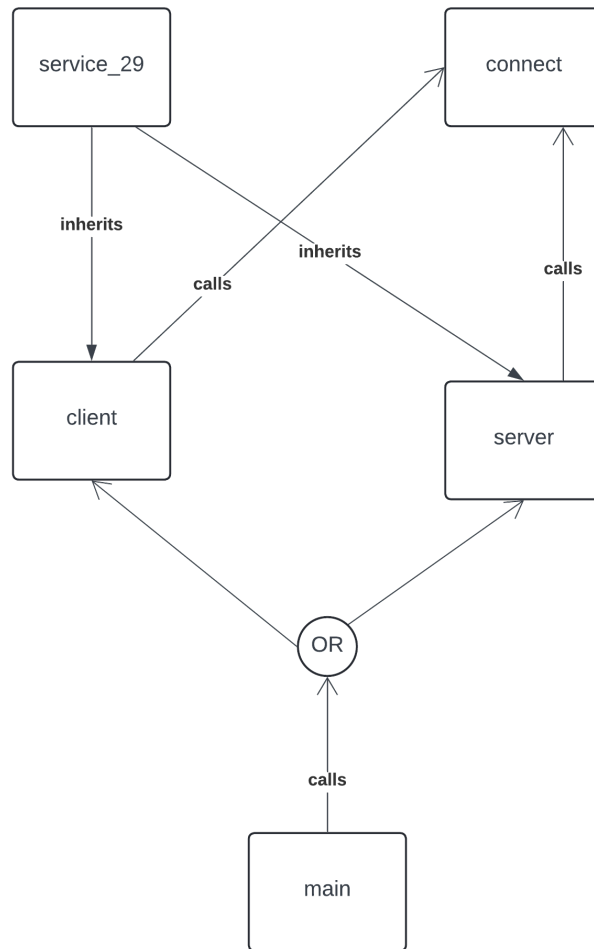 service_29
connect
inherits
inherits
calls
calls
client
server
OR
calls
main